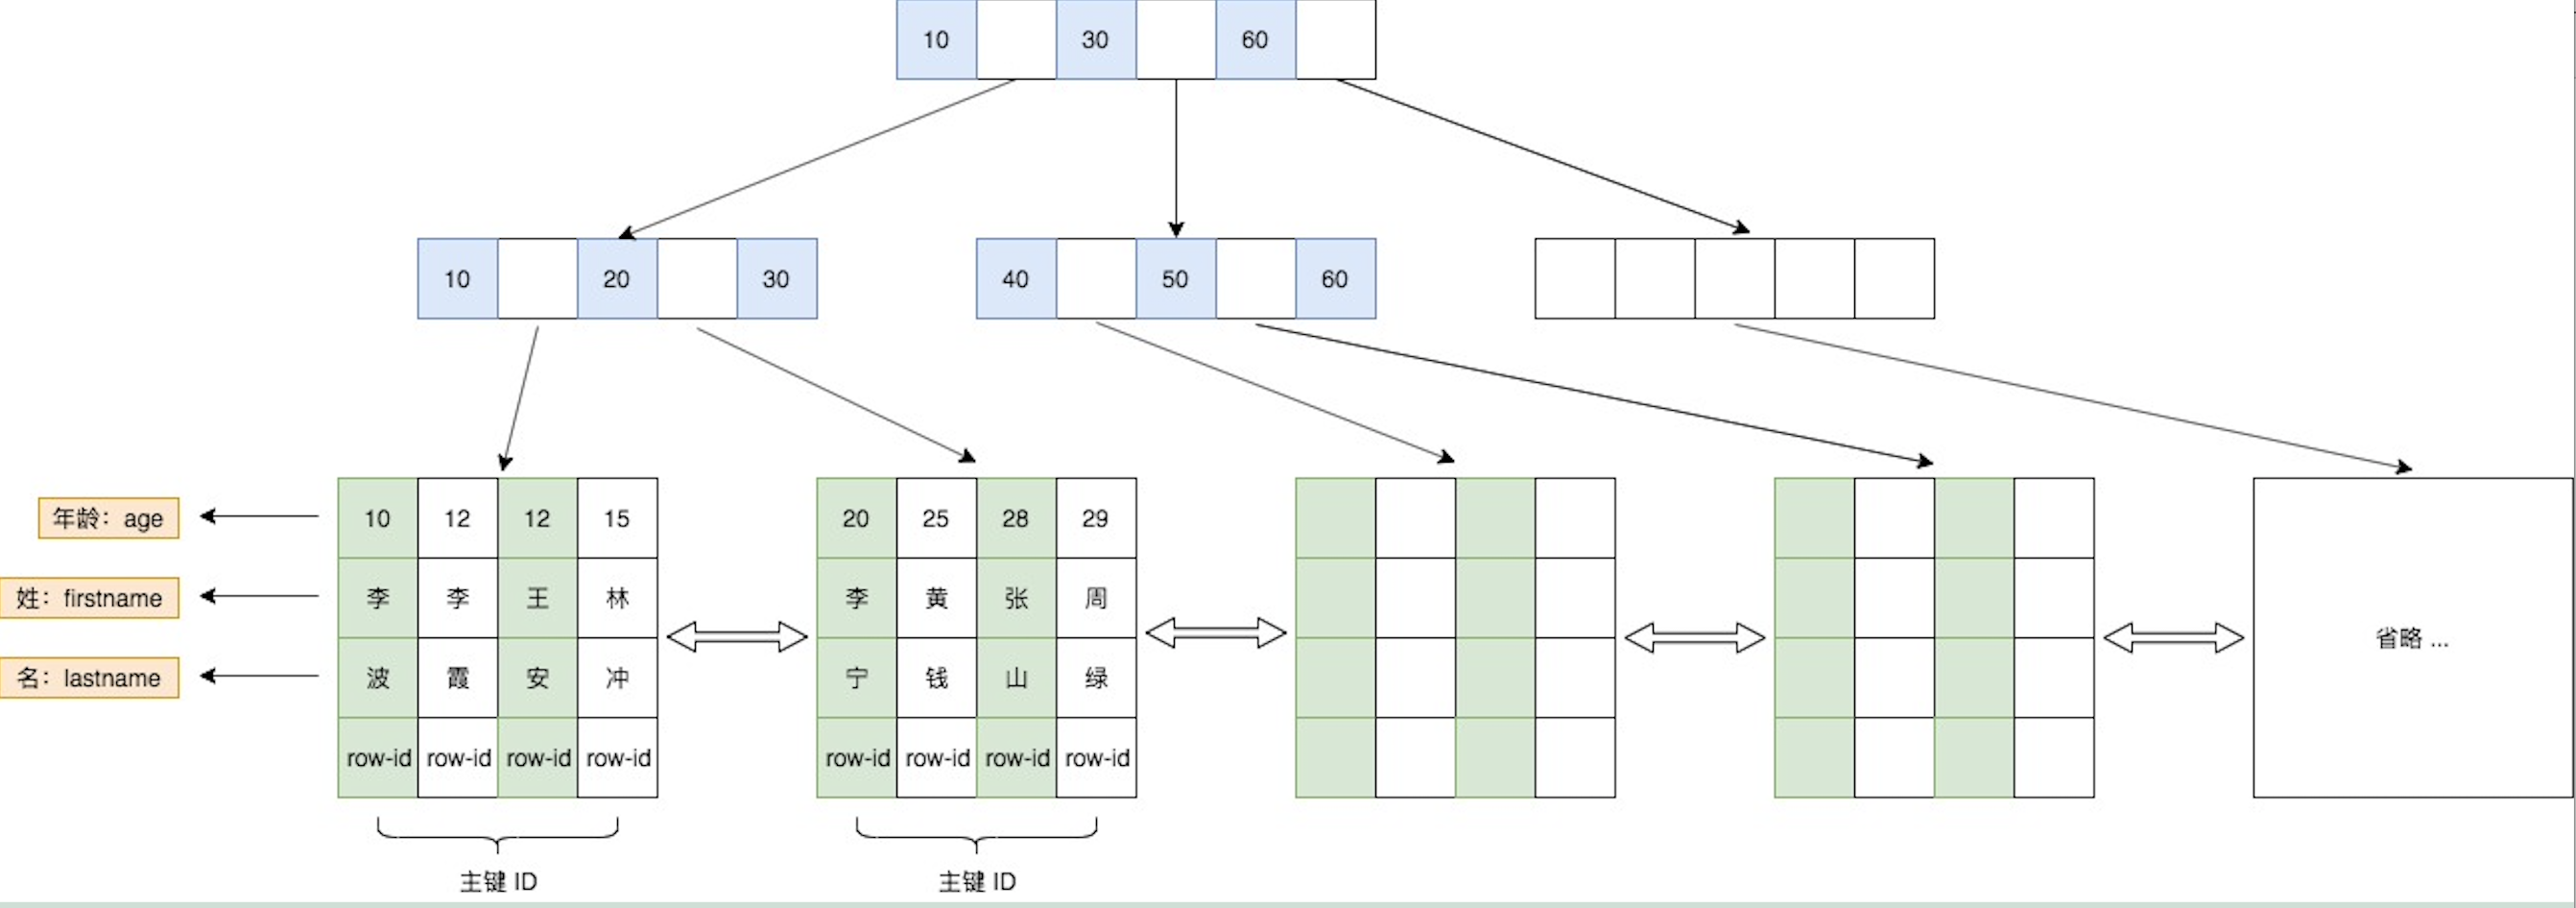 10 30 60
10 20 30
40 50 60
年龄：age
10 12 12 15
20 25 28 29
姓：firstname
李 李 王 林
李 黄 张 周
名：lastname
波 霞 安 冲
宁 钱 山 绿
省略 ...
row-id row-id row-id row-id
row-id row-id row-id row-id
主键 ID
主键 ID